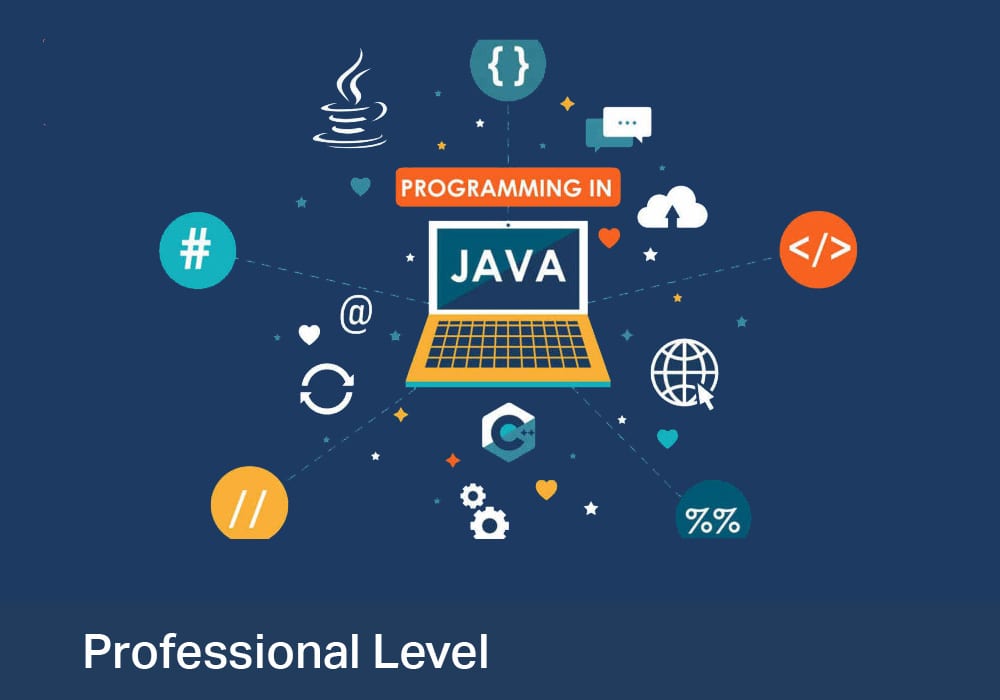 { }
...
PROGRAMMING IN
#
JAVA
</>
@
C++
//
%%
Professional Level